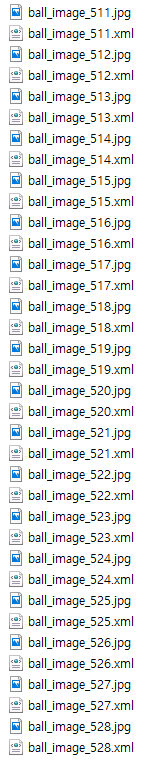 ball_image_511.jpg
ball_image_511.xml
ball_image_512.jpg
ball_image_512.xml
ball_image_513.jpg
ball_image_513.xml
ball_image_514.jpg
ball_image_514.xml
ball_image_515.jpg
ball_image_515.xml
ball_image_516.jpg
ball_image_516.xml
ball_image_517.jpg
ball_image_517.xml
ball_image_518.jpg
ball_image_518.xml
ball_image_519.jpg
ball_image_519.xml
ball_image_520.jpg
ball_image_520.xml
ball_image_521.jpg
ball_image_521.xml
ball_image_522.jpg
ball_image_522.xml
ball_image_523.jpg
ball_image_523.xml
ball_image_524.jpg
ball_image_524.xml
ball_image_525.jpg
ball_image_525.xml
ball_image_526.jpg
ball_image_526.xml
ball_image_527.jpg
ball_image_527.xml
ball_image_528.jpg
ball_image_528.xml